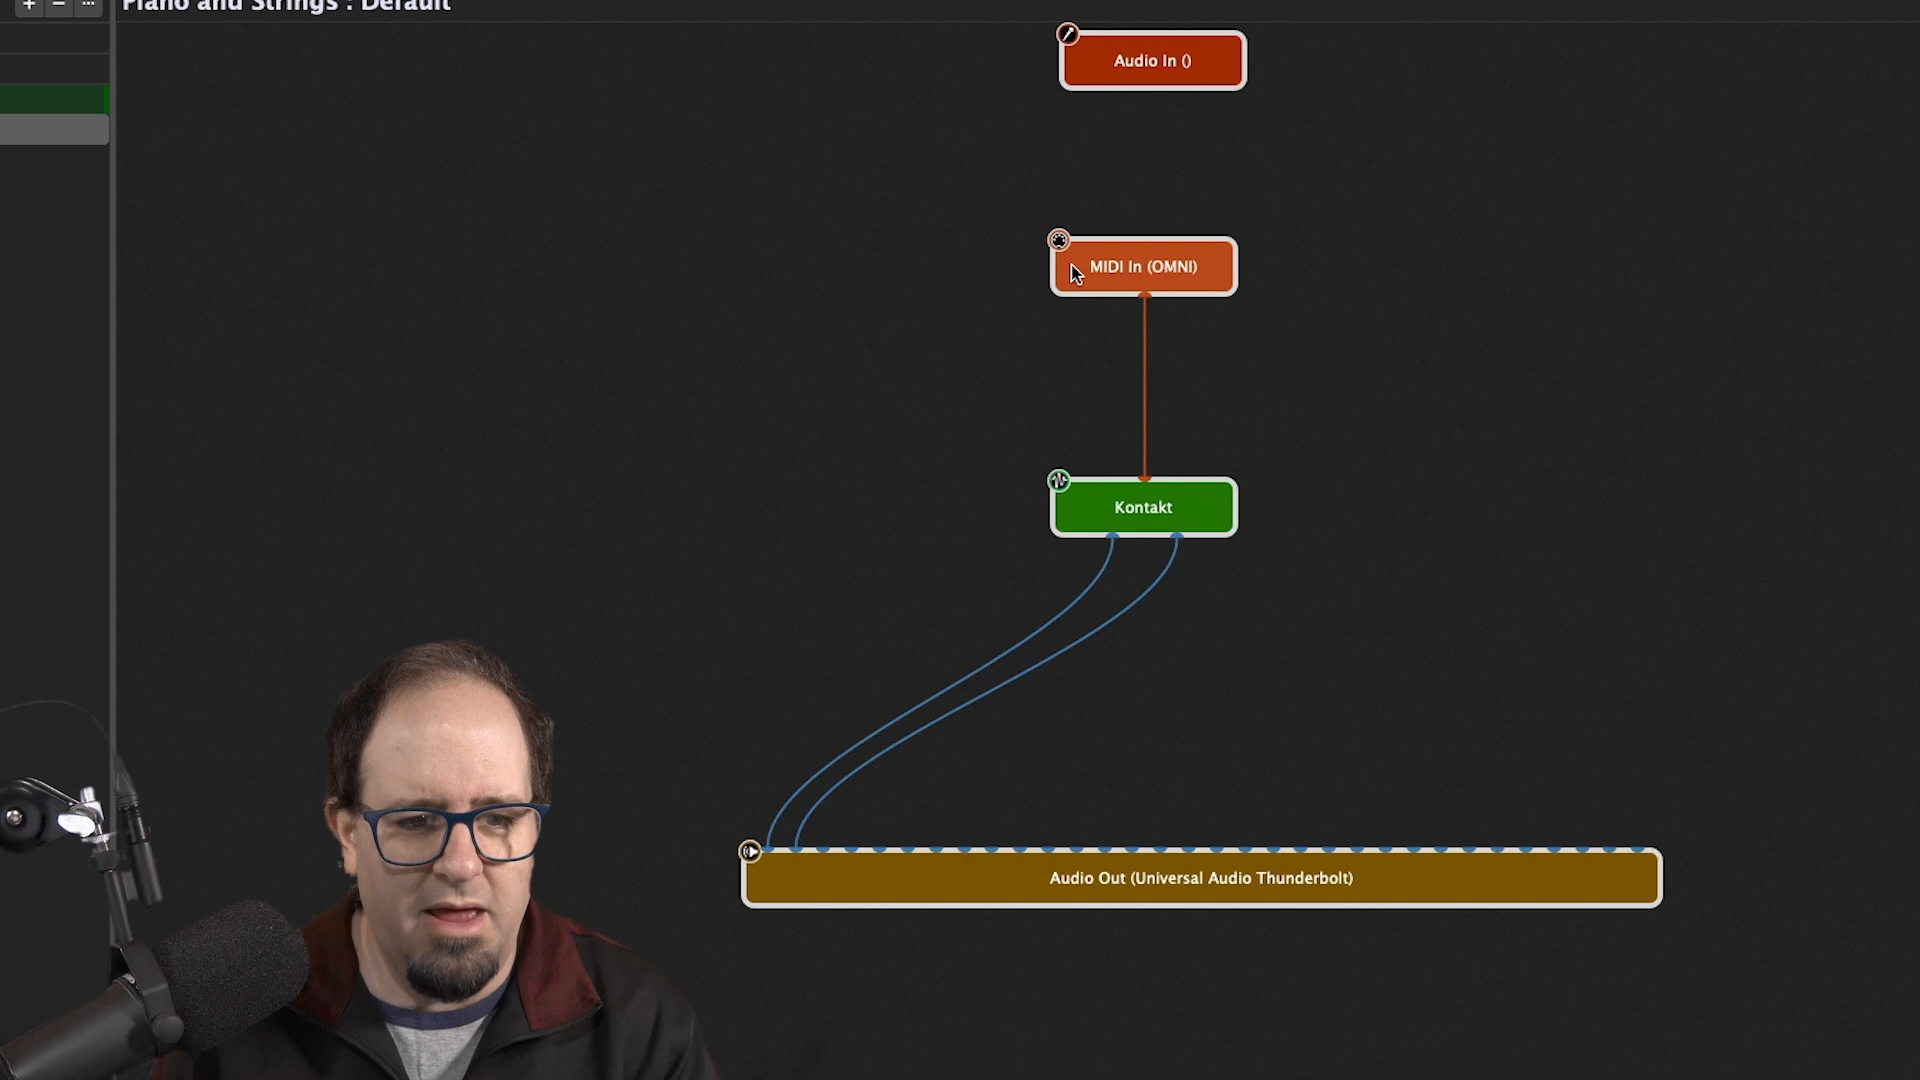 Piano and Strings : Default
Audio In ()
MIDI In (OMNI)
Kontakt
Audio Out (Universal Audio Thunderbolt)